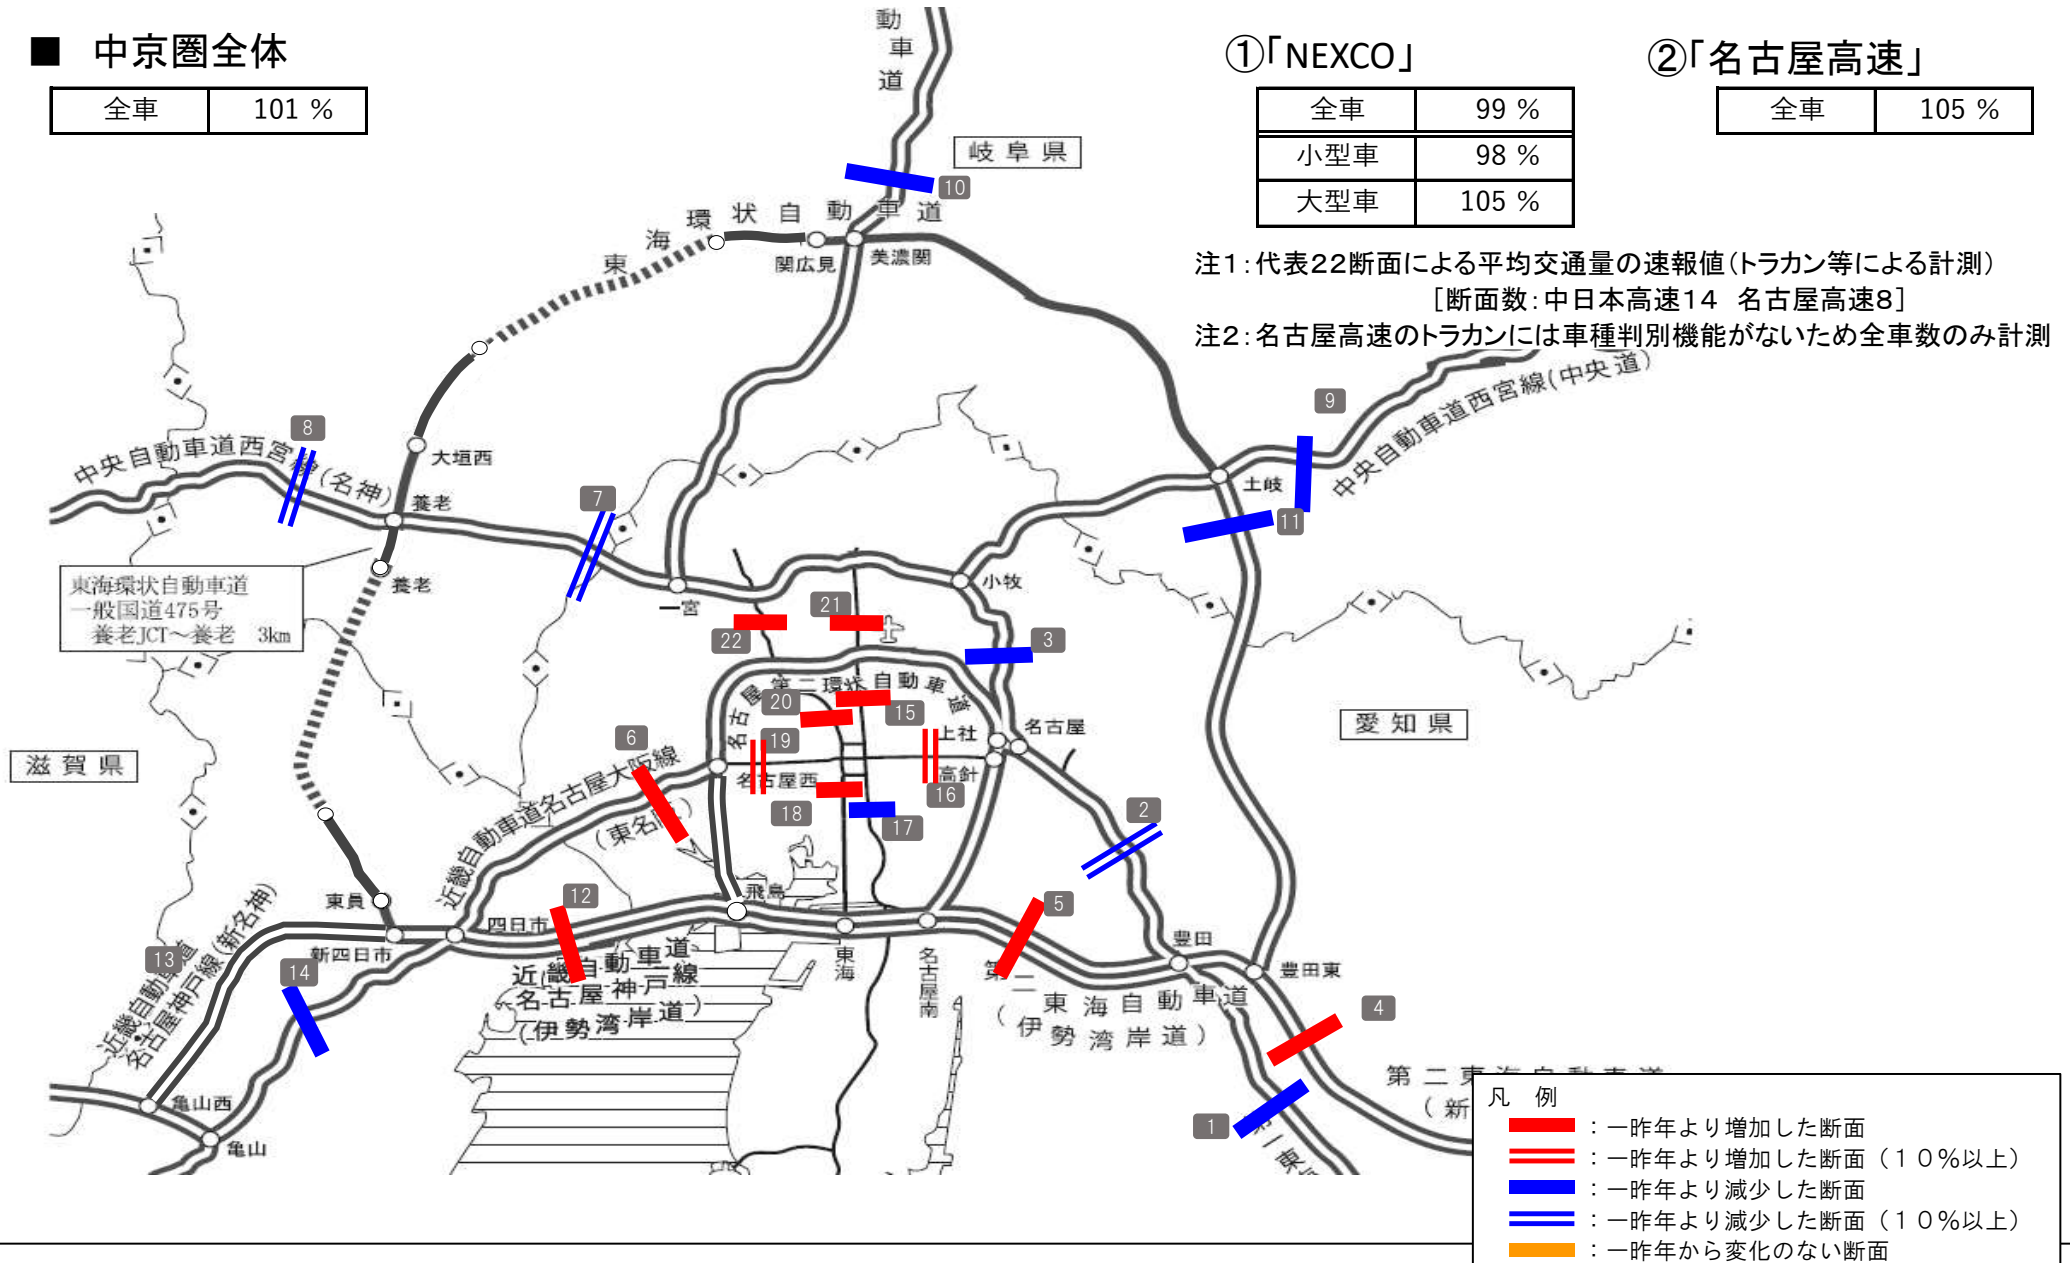 ■ 中京圏全体
全車 101 %
①「NEXCO」
全車 99 %
小型車 98 %
大型車 105 %
②「名古屋高速」
全車 105 %
注1：代表22断面による平均交通量の速報値（トラカン等による計測）
［断面数：中日本高速14 名古屋高速8］
注2：名古屋高速のトラカンには車種判別機能がないため全車数のみ計測
動車道
岐阜県
10
東海環状自動車道
関広見
美濃関
9
中央自動車道西宮線(中央道)
8
中央自動車道西宮線(名神)
大垣西
養老
7
土岐
11
東海環状自動車道
一般国道475号
養老JCT～養老 3km
養老
一宮
小牧
21
22
3
名古屋第二環状自動車道
20
15
上社
名古屋
愛知県
滋賀県
6
19
名古屋西
高針
16
近畿自動車道名古屋大阪線
(東名阪)
18
17
2
東員
12
飛島
5
四日市
新四日市
豊田
豊田東
13
14
近畿自動車道
名古屋神戸線(新名神)
近畿自動車道
名古屋神戸線
(伊勢湾岸道)
東海
名古屋南
第二東海自動車道
(伊勢湾岸道)
4
亀山西
亀山
1
第一東
第二東海自動車道
(新
凡 例
：一昨年より増加した断面
：一昨年より増加した断面（１０％以上）
：一昨年より減少した断面
：一昨年より減少した断面（１０％以上）
：一昨年から変化のない断面